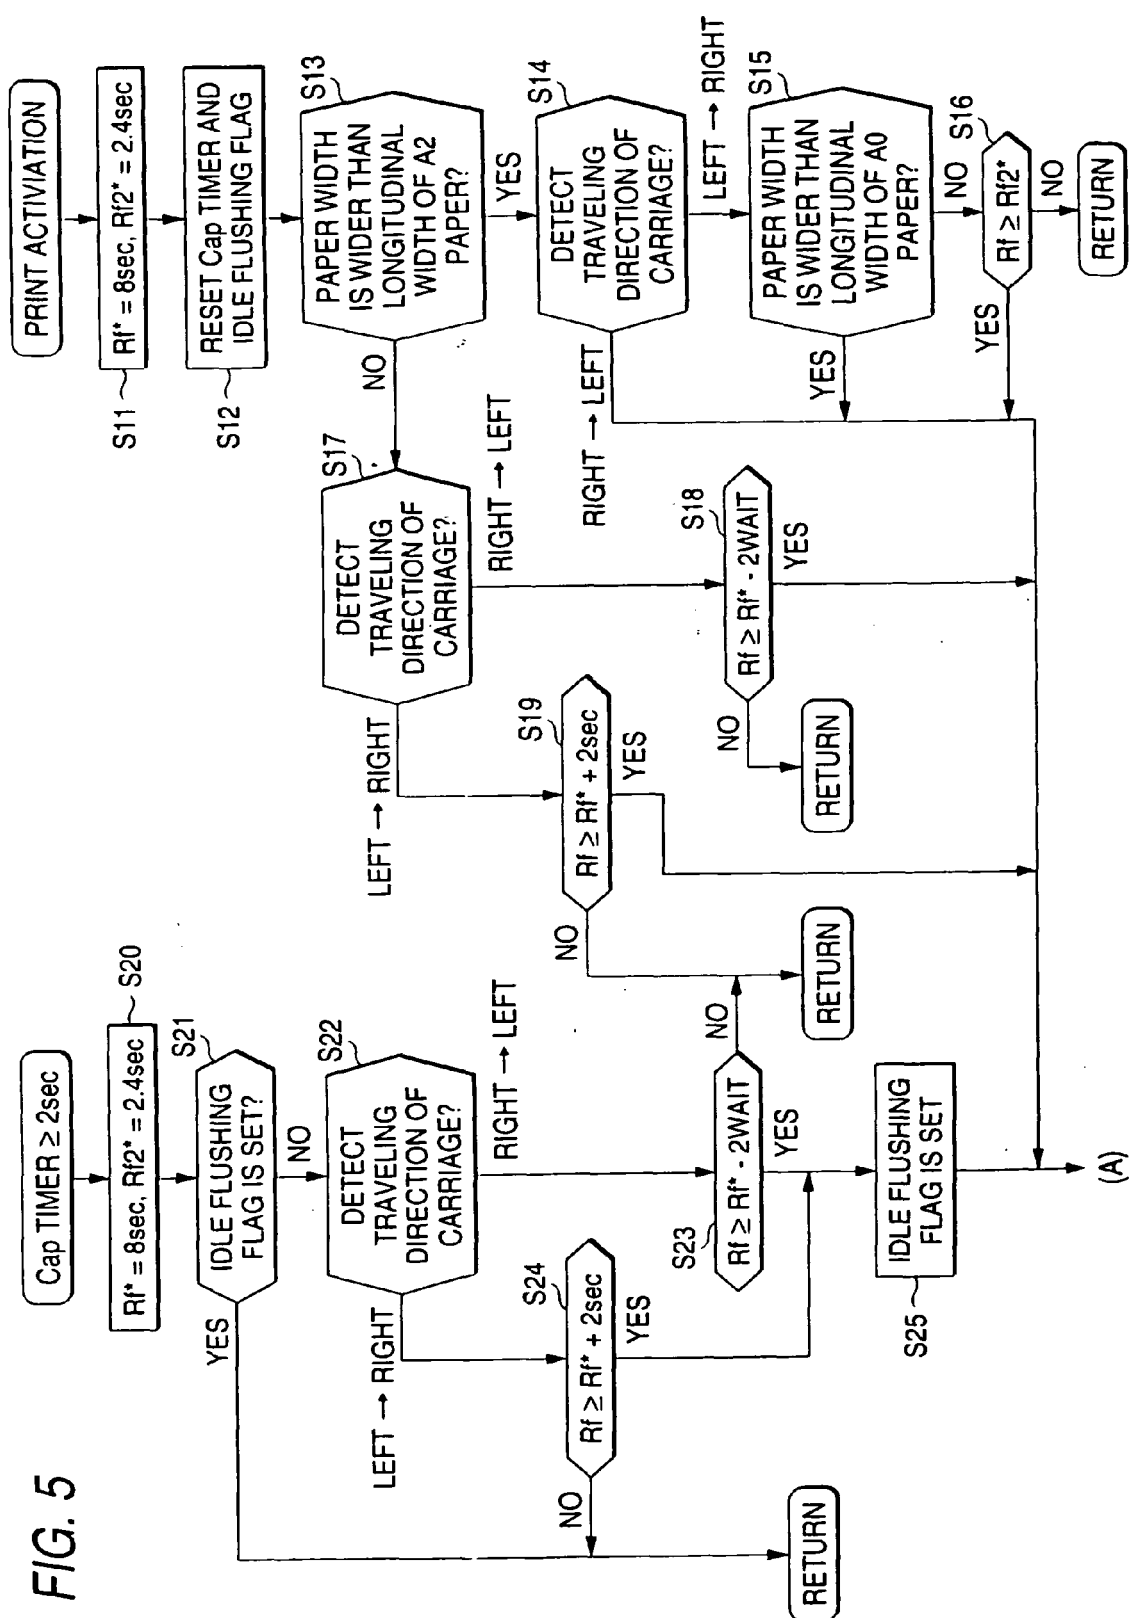 FIG. 5
Cap TIMER ≥ 2sec
Rf* = 8sec, Rf2* = 2.4sec
S20
IDLE FLUSHING
FLAG IS SET?
S21
YES
NO
DETECT
TRAVELING
DIRECTION OF
CARRIAGE?
S22
LEFT → RIGHT
RIGHT → LEFT
Rf ≥ Rf* + 2sec
S24
NO
YES
Rf ≥ Rf* - 2WAIT
S23
NO
YES
RETURN
IDLE FLUSHING
FLAG IS SET
S25
(A)
PRINT ACTIVIATION
Rf* = 8sec, Rf2* = 2.4sec
S11
RESET Cap TIMER AND
IDLE FLUSHING FLAG
S12
PAPER WIDTH
IS WIDER THAN
LONGITUDINAL
WIDTH OF A2
PAPER?
S13
NO
YES
DETECT
TRAVELING
DIRECTION OF
CARRIAGE?
S17
LEFT → RIGHT
RIGHT → LEFT
Rf ≥ Rf* + 2sec
S19
NO
YES
RETURN
Rf ≥ Rf* - 2WAIT
S18
NO
YES
RETURN
DETECT
TRAVELING
DIRECTION OF
CARRIAGE?
S14
RIGHT → LEFT
LEFT → RIGHT
PAPER WIDTH
IS WIDER THAN
LONGITUDINAL
WIDTH OF A0
PAPER?
S15
YES
NO
Rf ≥ Rf2*
S16
YES
NO
RETURN